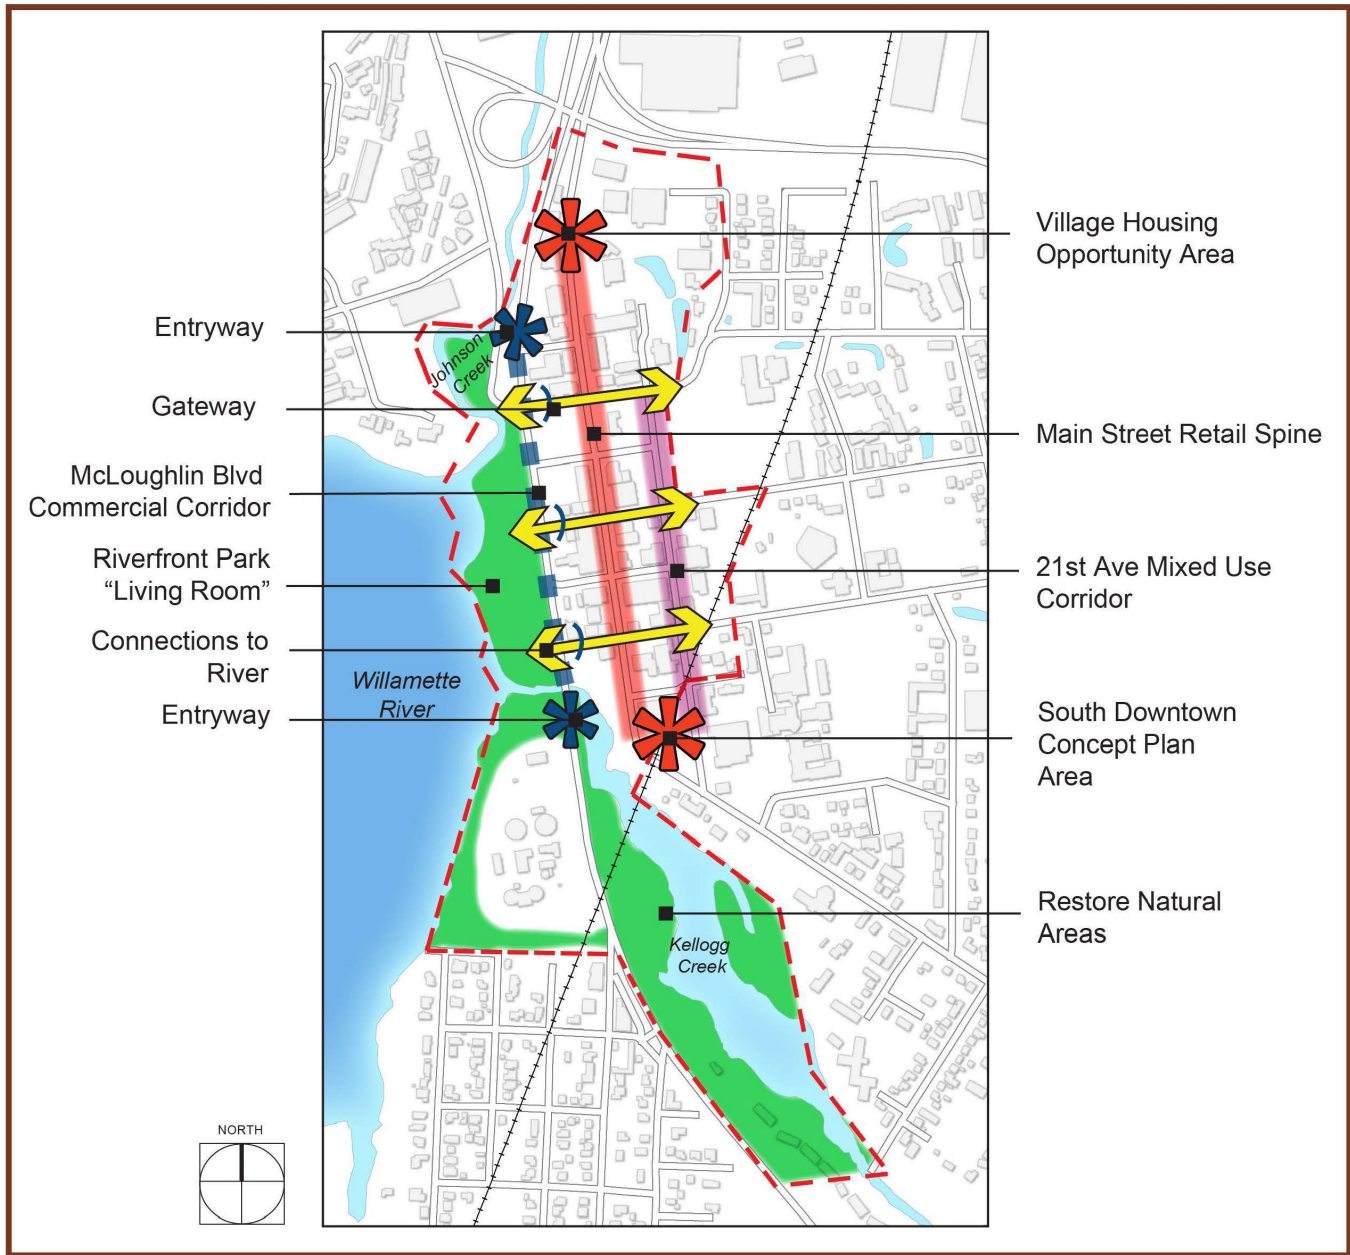 Village Housing
Opportunity Area
Entryway
Johnson
Creek
Gateway
Main Street Retail Spine
McLoughlin Blvd
Commercial Corridor
Riverfront Park
“Living Room”
21st Ave Mixed Use
Corridor
Connections to
River
Willamette
River
Entryway
South Downtown
Concept Plan
Area
Restore Natural
Areas
Kellogg
Creek
NORTH